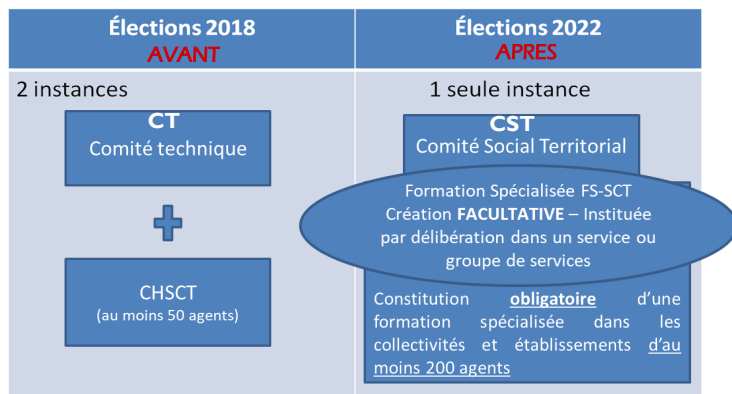 Élections 2018
AVANT
Élections 2022
APRES
2 instances
CT
Comité technique
CHSCT
(au moins 50 agents)
1 seule instance
CST
Comité Social Territorial
Formation Spécialisée FS-SCT
Création FACULTATIVE – Instituée
par délibération dans un service ou
groupe de services
Constitution obligatoire d’une
formation spécialisée dans les
collectivités et établissements d’au
moins 200 agents